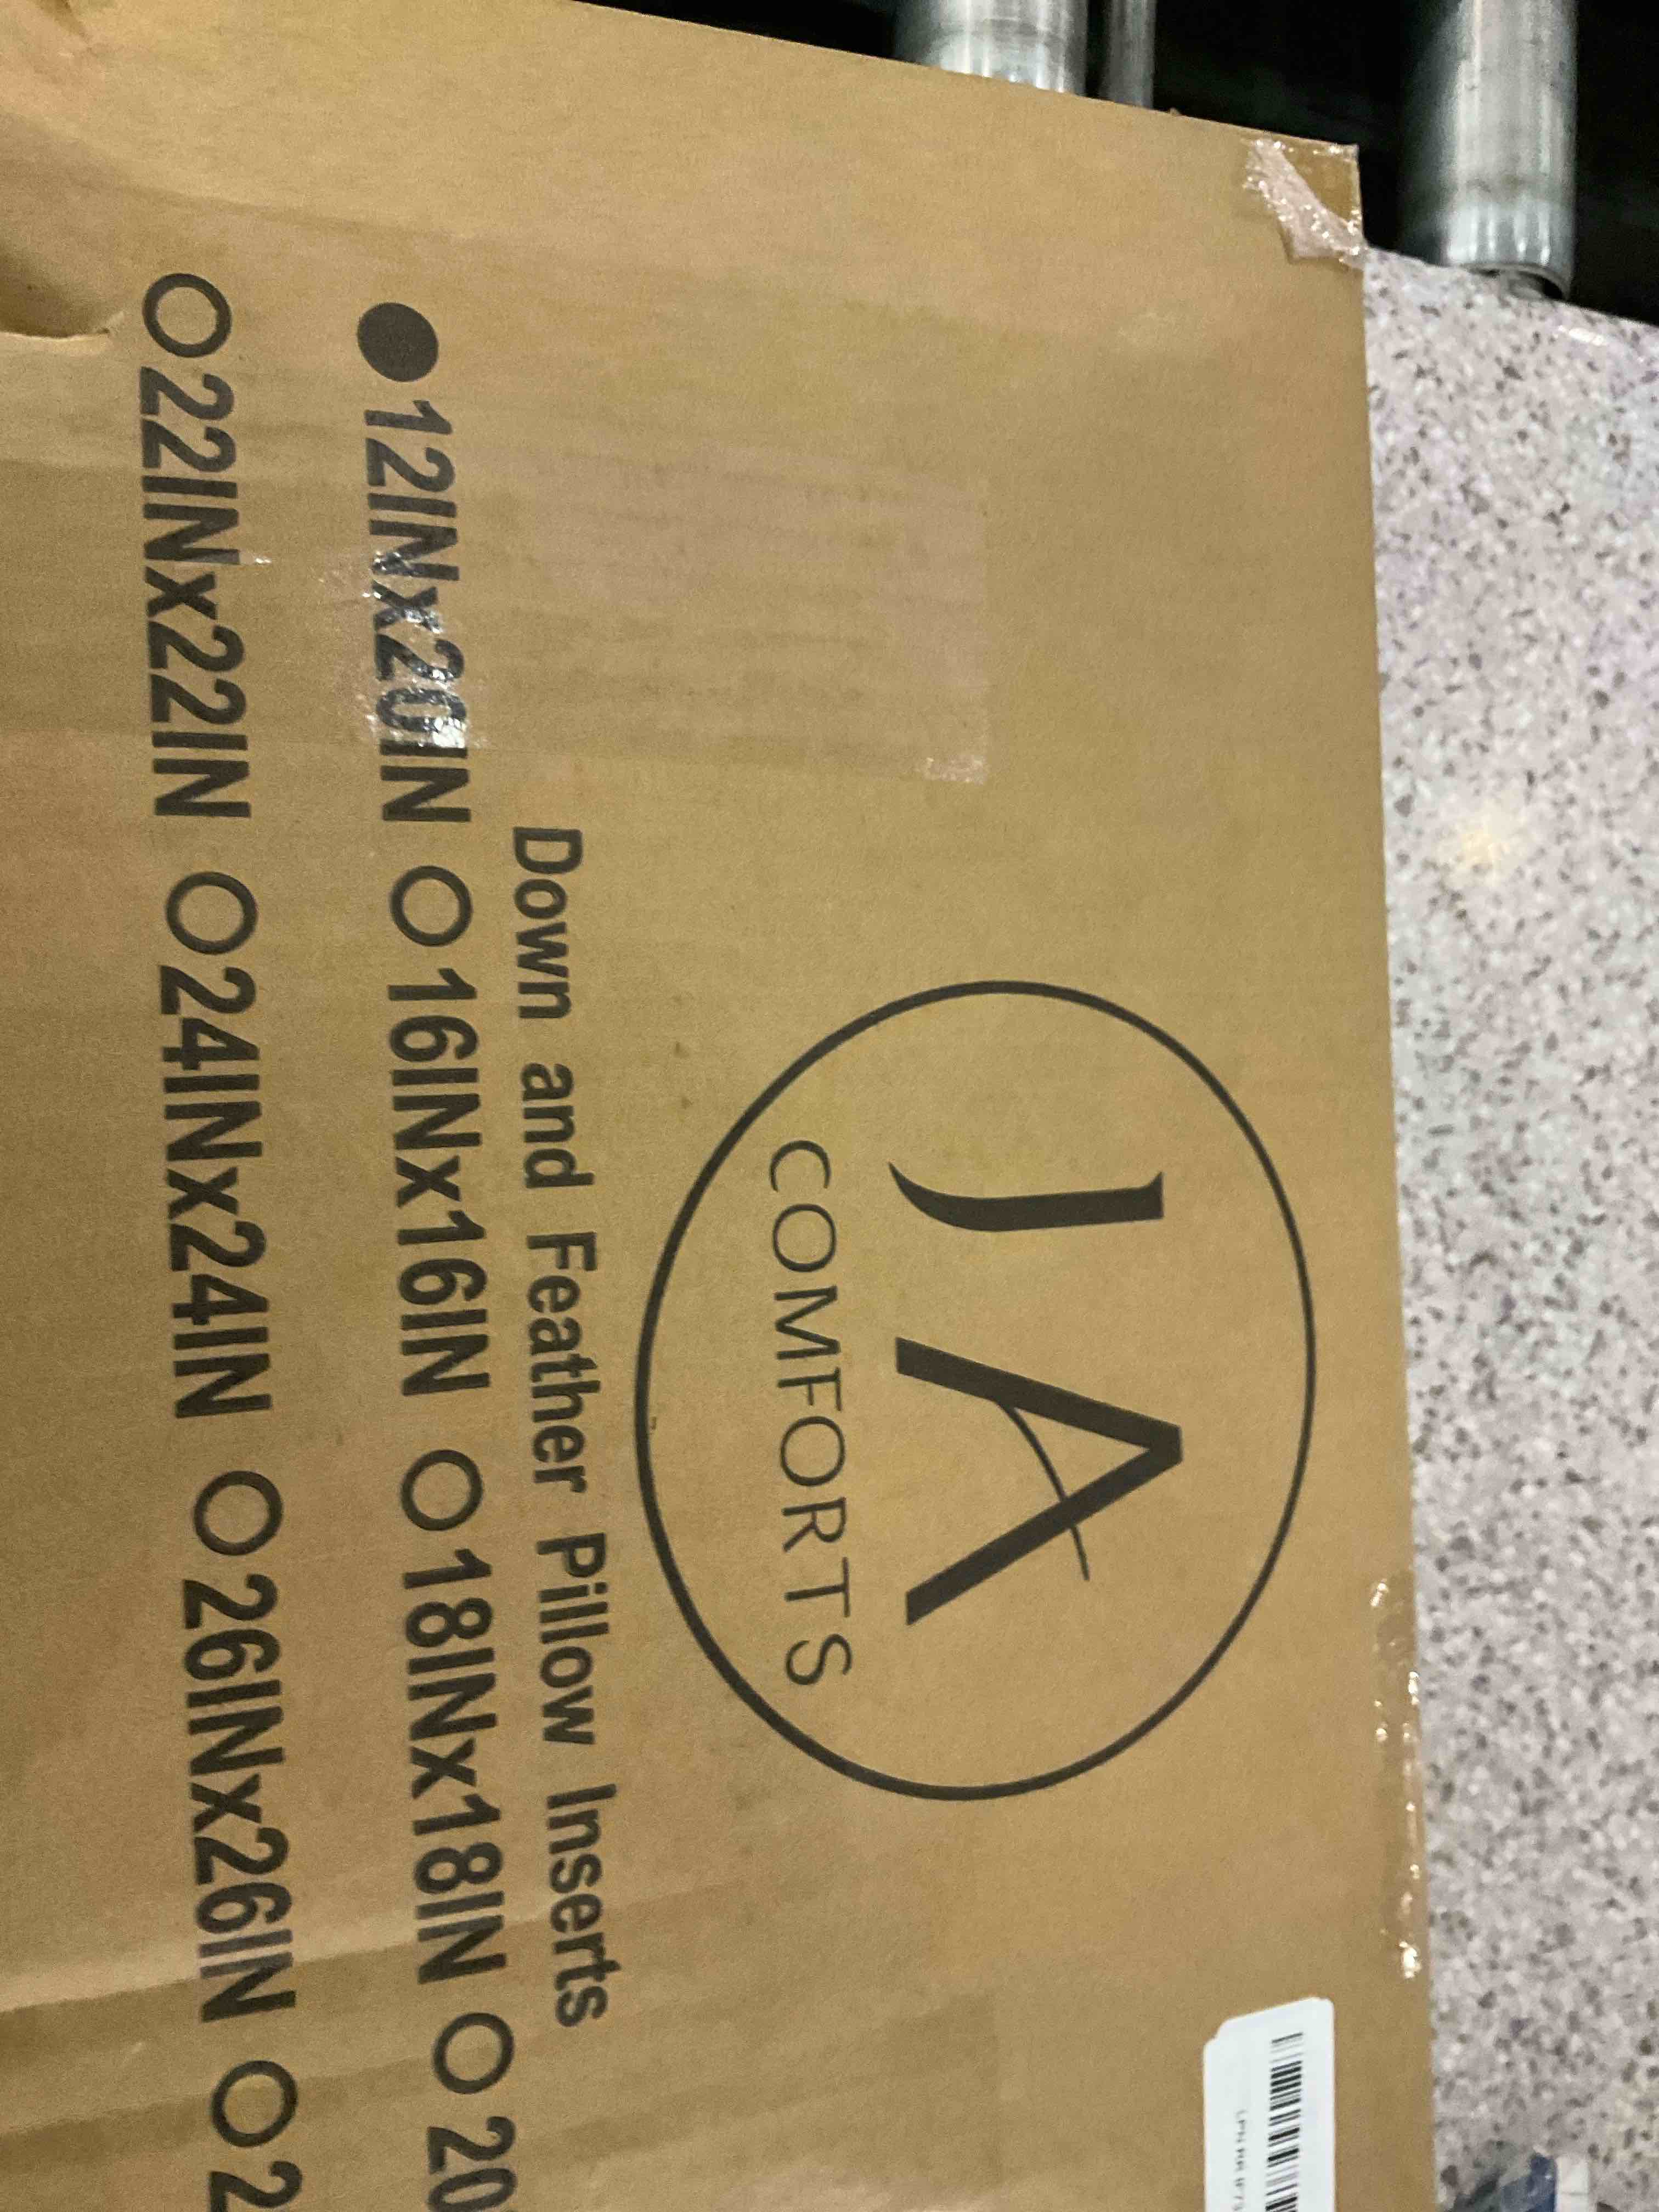 JA
COMFORTS
Down and Feather Pillow Inserts
●12INx20IN ○16INx16IN ○18INx18IN ○20
○22INx22IN ○24INx24IN ○26INx26IN ○2